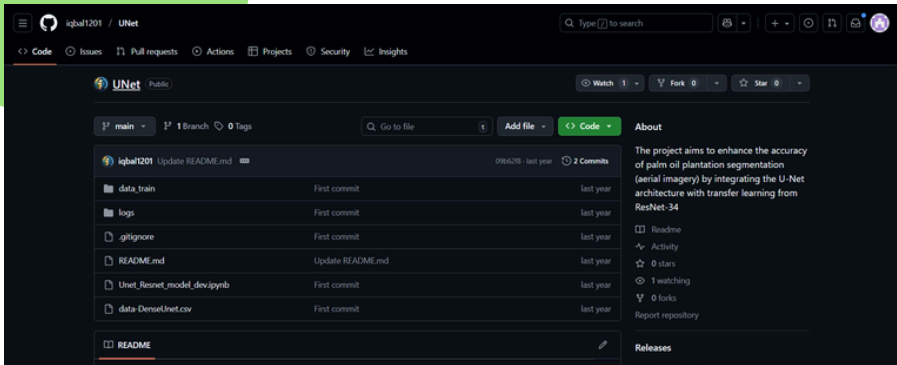 iqbal1201 / UNet
Type / to search
Code Issues Pull requests Actions Projects Security Insights
UNet Public
Watch 1 Fork 0 Star 0
main 1 Branch 0 Tags Go to file t Add file Code
iqbal1201 Update README.md 09b62f8 · last year 2 Commits
data_train First commit last year
logs First commit last year
.gitignore First commit last year
README.md Update README.md last year
Unet_Resnet_model_dev.ipynb First commit last year
data-DenseUnet.csv First commit last year
README
About
The project aims to enhance the accuracy
of palm oil plantation segmentation
(aerial imagery) by integrating the U-Net
architecture with transfer learning from
ResNet-34
Readme
Activity
0 stars
1 watching
0 forks
Report repository
Releases